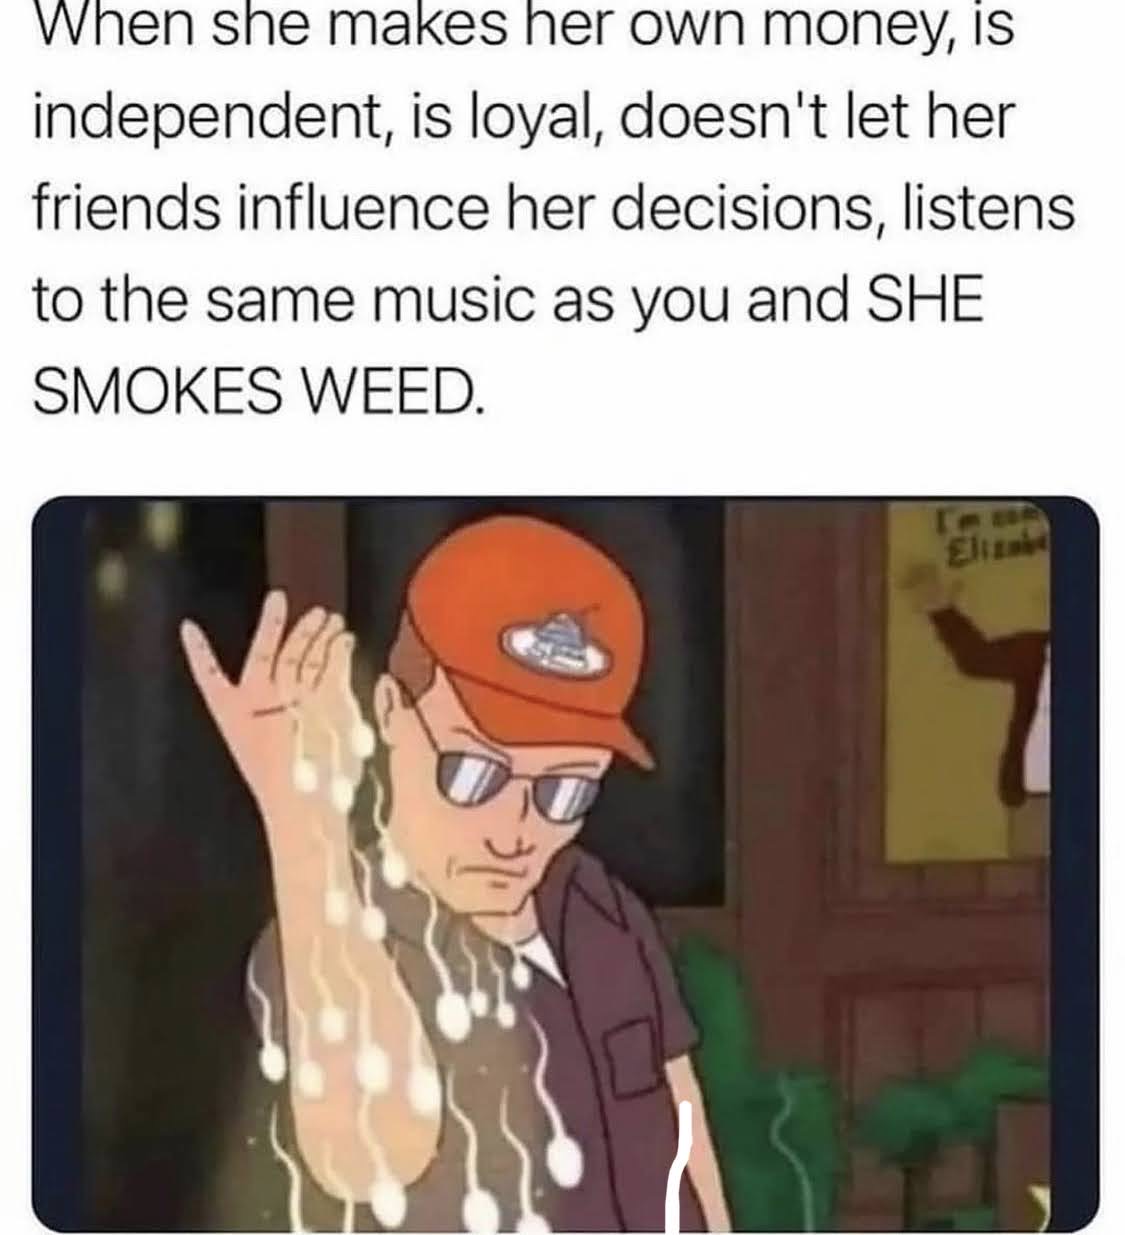 When she makes her own money, is
independent, is loyal, doesn't let her
friends influence her decisions, listens
to the same music as you and SHE
SMOKES WEED.
I'm